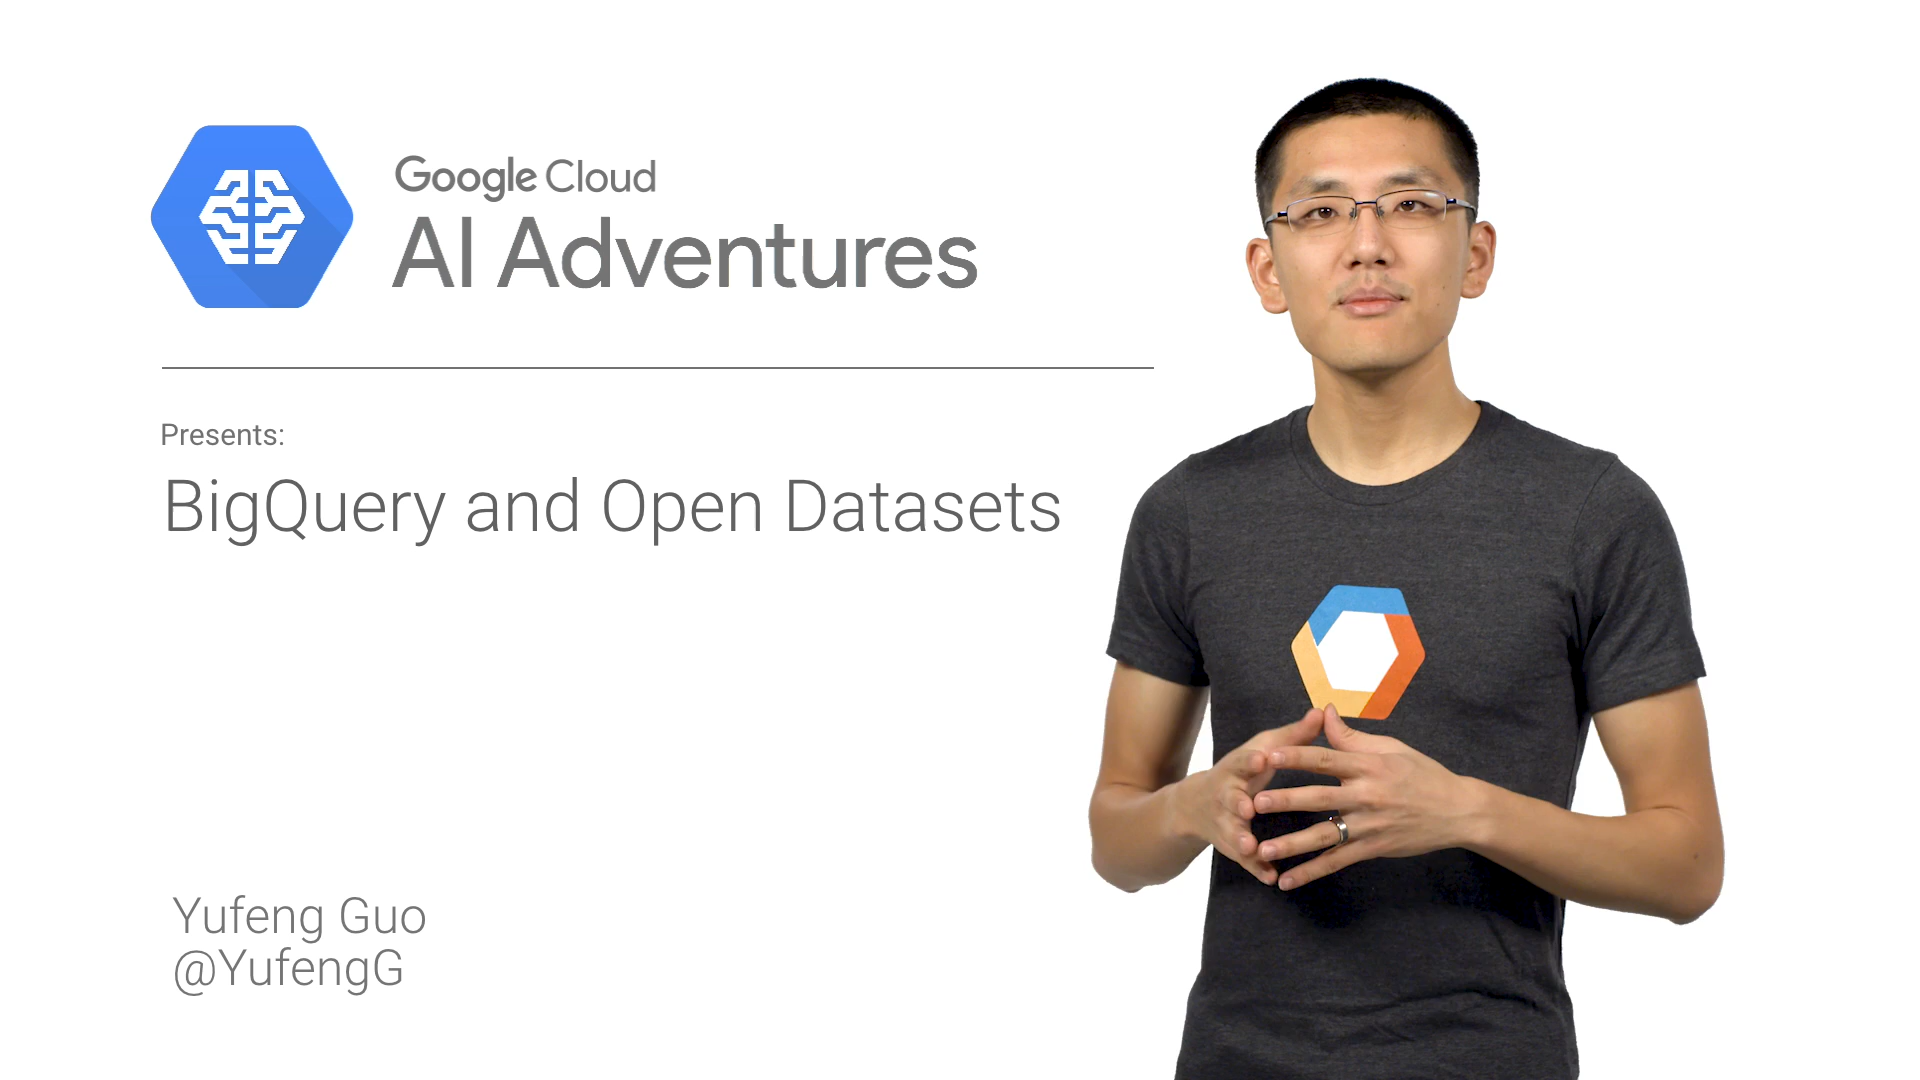 Google Cloud
AI Adventures
Presents:
BigQuery and Open Datasets
Yufeng Guo
@YufengG